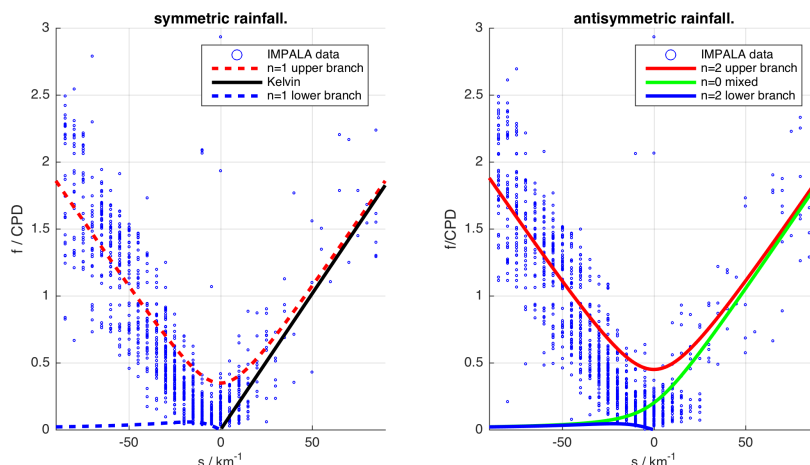 symmetric rainfall.
3
2.5
2
1.5
1
0.5
0
f / CPD
-50
0
50
s / km-1
IMPALA data
n=1 upper branch
Kelvin
n=1 lower branch
antisymmetric rainfall.
3
2.5
2
1.5
1
0.5
0
f/CPD
-50
0
50
s / km-1
IMPALA data
n=2 upper branch
n=0 mixed
n=2 lower branch